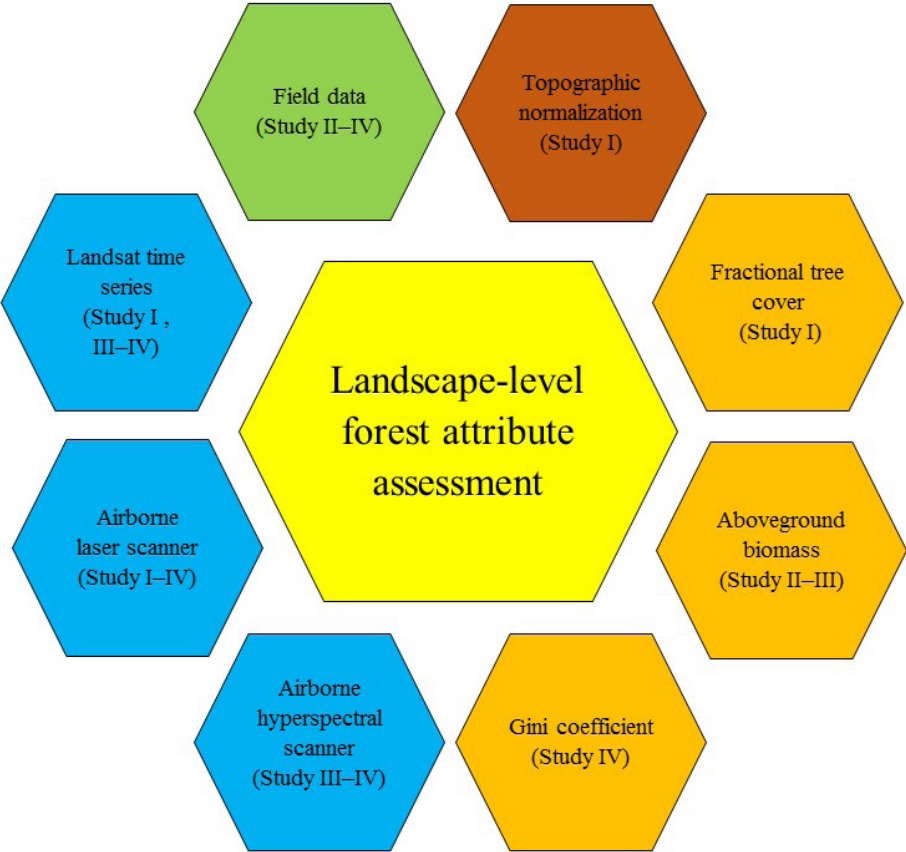 Field data
(Study II–IV)
Topographic
normalization
(Study I)
Landsat time
series
(Study I ,
III–IV)
Fractional tree
cover
(Study I)
Landscape-level
forest attribute
assessment
Airborne
laser scanner
(Study I–IV)
Aboveground
biomass
(Study II–III)
Airborne
hyperspectral
scanner
(Study III–IV)
Gini coefficient
(Study IV)